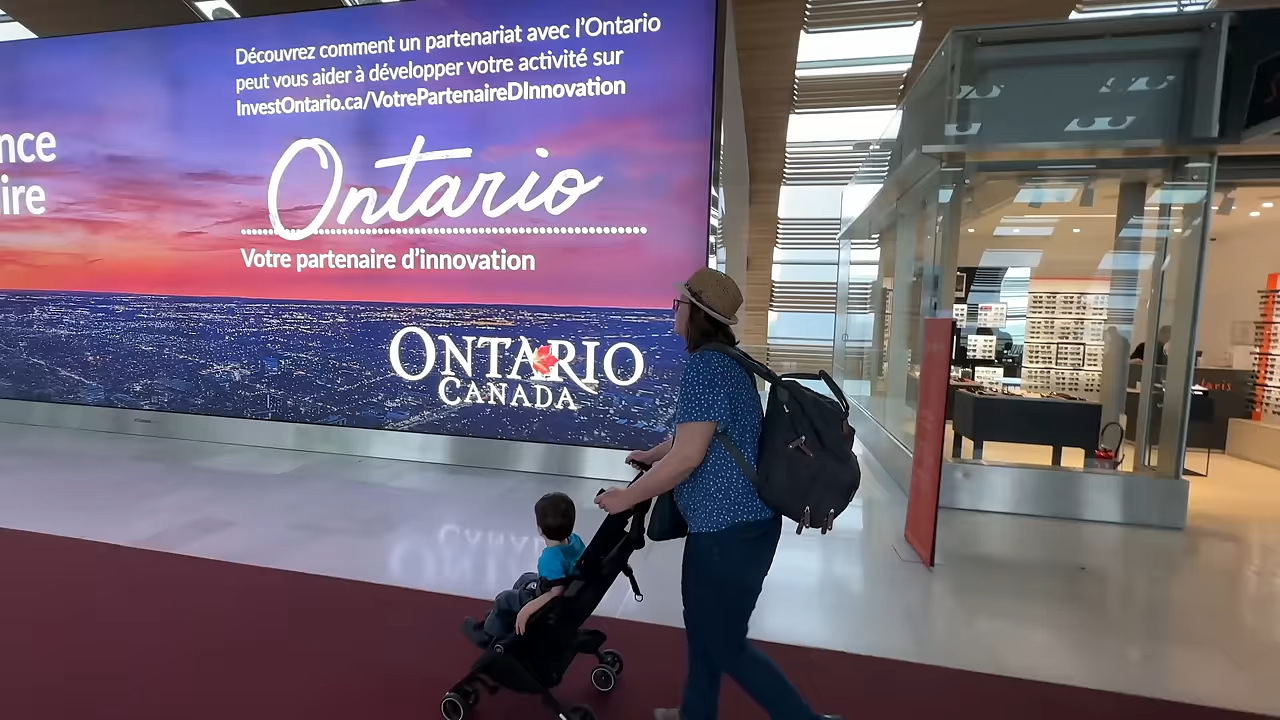 nce
ire
Découvrez comment un partenariat avec l'Ontario
peut vous aider à développer votre activité sur
InvestOntario.ca/VotrePartenaireDInnovation
Ontario
Votre partenaire d'innovation
ONTARIO
CANADA